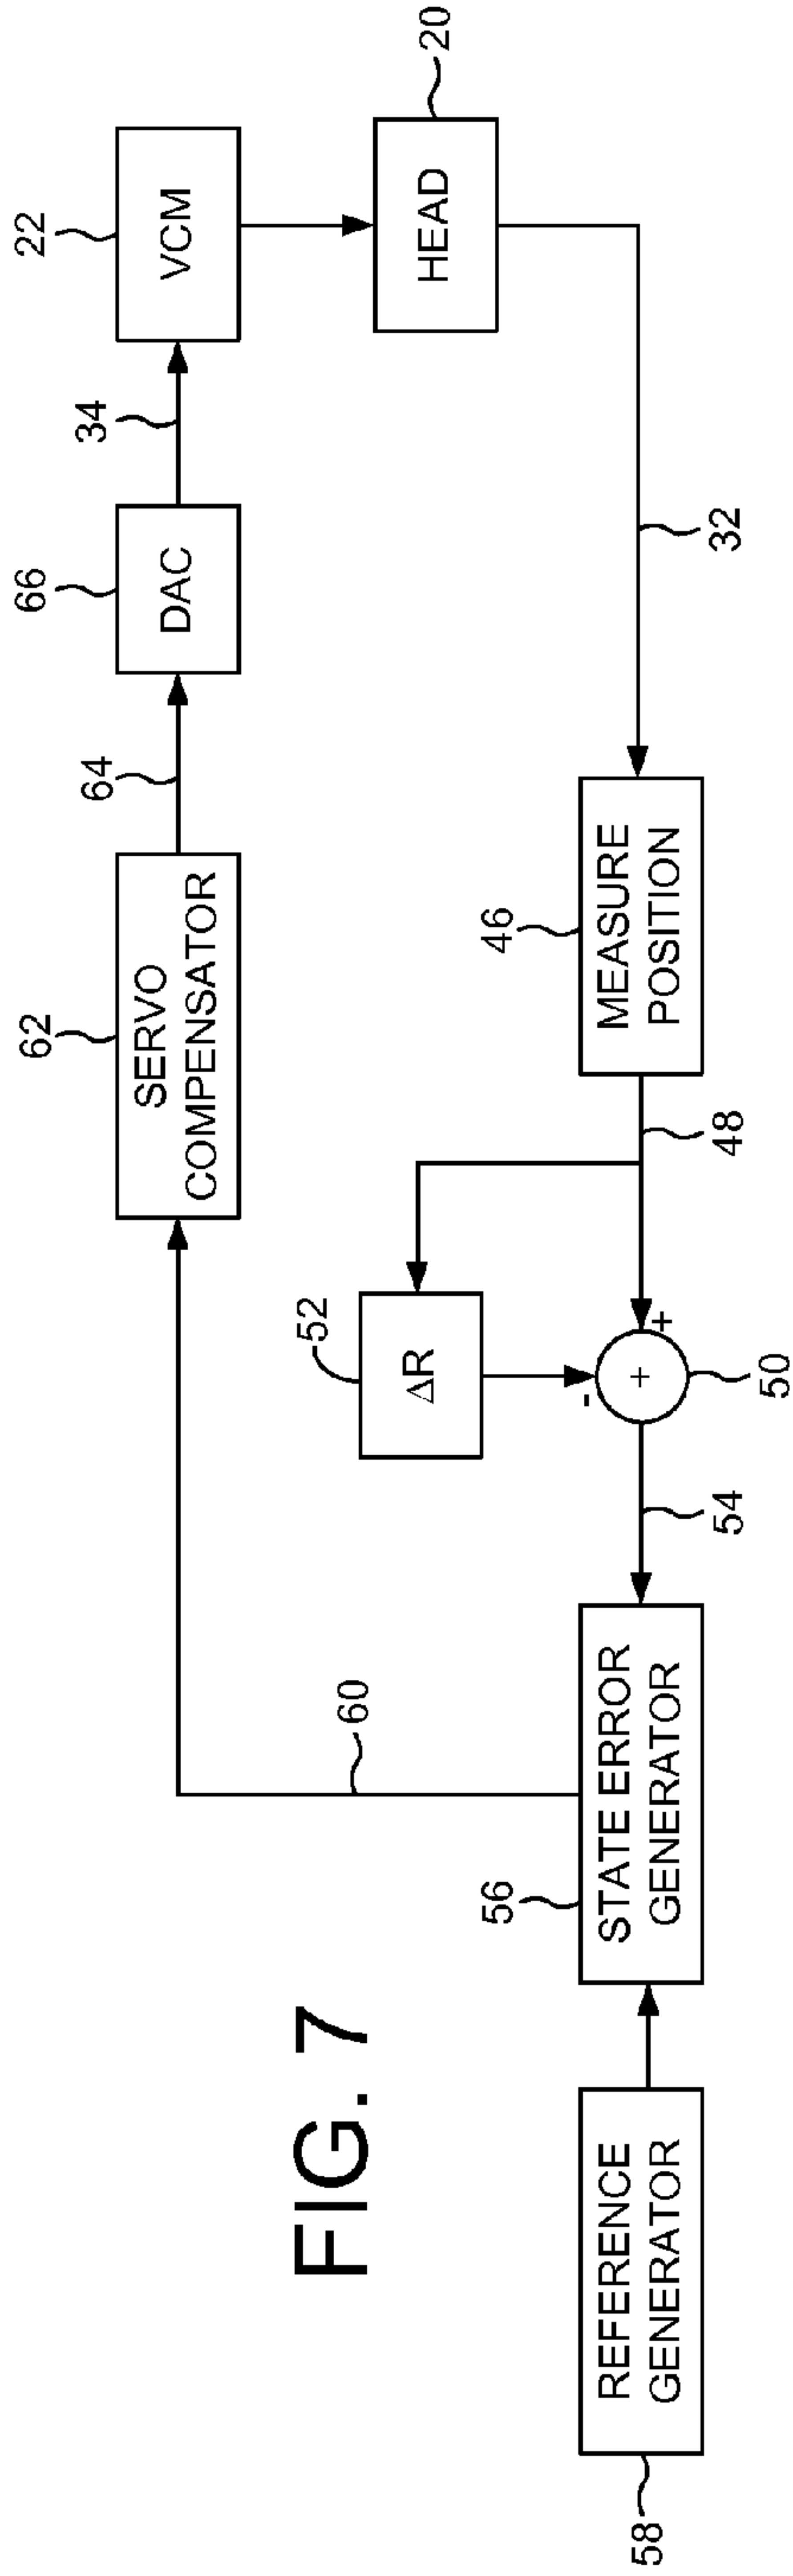 22
VCM
20
HEAD
34
66
DAC
32
64
62
SERVO
COMPENSATOR
46
MEASURE
POSITION
48
52
ΔR
+
-
+
50
54
60
56
STATE ERROR
GENERATOR
FIG. 7
REFERENCE
GENERATOR
58